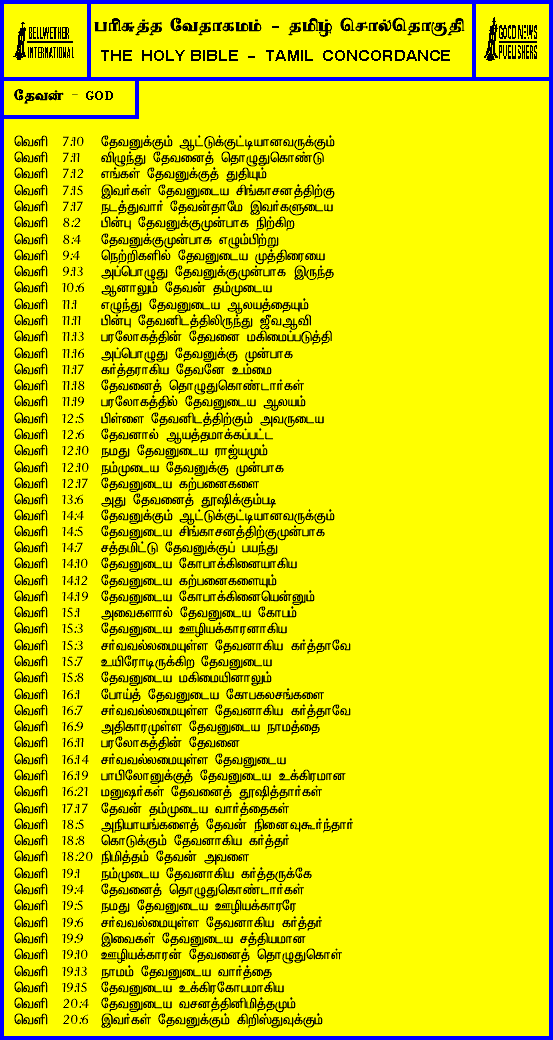 BELLWETHER
INTERNATIONAL
பரிசுத்த வேதாகமம் - தமிழ் சொல்தொகுதி
THE HOLY BIBLE - TAMIL CONCORDANCE
GOOD NEWS
PUBLISHERS
தேவன் - GOD
வெளி 7:10 தேவனுக்கும் ஆட்டுக்குட்டியானவருக்கும்
வெளி 7:11 விழுந்து தேவனைத் தொழுதுகொண்டு
வெளி 7:12 எங்கள் தேவனுக்குத் துதியும்
வெளி 7:15 இவர்கள் தேவனுடைய சிங்காசனத்திற்கு
வெளி 7:17 நடத்துவார் தேவன்தாமே இவர்களுடைய
வெளி 8:2 பின்பு தேவனுக்குமுன்பாக நிற்கிற
வெளி 8:4 தேவனுக்குமுன்பாக எழும்பிற்று
வெளி 9:4 நெற்றிகளில் தேவனுடைய முத்திரையை
வெளி 9:13 அப்பொழுது தேவனுக்குமுன்பாக இருந்த
வெளி 10:6 ஆனாலும் தேவன் தம்முடைய
வெளி 11:1 எழுந்து தேவனுடைய ஆலயத்தையும்
வெளி 11:11 பின்பு தேவனிடத்திலிருந்து ஜீவஆவி
வெளி 11:13 பரலோகத்தின் தேவனை மகிமைப்படுத்தி
வெளி 11:16 அப்பொழுது தேவனுக்கு முன்பாக
வெளி 11:17 கர்த்தராகிய தேவனே உம்மை
வெளி 11:18 தேவனைத் தொழுதுகொண்டார்கள்
வெளி 11:19 பரலோகத்தில் தேவனுடைய ஆலயம்
வெளி 12:5 பிள்ளை தேவனிடத்திற்கும் அவருடைய
வெளி 12:6 தேவனால் ஆயத்தமாக்கப்பட்ட
வெளி 12:10 நமது தேவனுடைய ராஜ்யமும்
வெளி 12:10 நம்முடைய தேவனுக்கு முன்பாக
வெளி 12:17 தேவனுடைய கற்பனைகளை
வெளி 13:6 அது தேவனைத் தூஷிக்கும்படி
வெளி 14:4 தேவனுக்கும் ஆட்டுக்குட்டியானவருக்கும்
வெளி 14:5 தேவனுடைய சிங்காசனத்திற்குமுன்பாக
வெளி 14:7 சத்தமிட்டு தேவனுக்குப் பயந்து
வெளி 14:10 தேவனுடைய கோபாக்கினையாகிய
வெளி 14:12 தேவனுடைய கற்பனைகளையும்
வெளி 14:19 தேவனுடைய கோபாக்கினையென்னும்
வெளி 15:1 அவைகளால் தேவனுடைய கோபம்
வெளி 15:3 தேவனுடைய ஊழியக்காரனாகிய
வெளி 15:3 சர்வவல்லமையுள்ள தேவனாகிய கர்த்தாவே
வெளி 15:7 உயிரோடிருக்கிற தேவனுடைய
வெளி 15:8 தேவனுடைய மகிமையினாலும்
வெளி 16:1 போய்த் தேவனுடைய கோபகலசங்களை
வெளி 16:7 சர்வவல்லமையுள்ள தேவனாகிய கர்த்தாவே
வெளி 16:9 அதிகாரமுள்ள தேவனுடைய நாமத்தை
வெளி 16:11 பரலோகத்தின் தேவனை
வெளி 16:14 சர்வவல்லமையுள்ள தேவனுடைய
வெளி 16:19 பாபிலோனுக்குத் தேவனுடைய உக்கிரமான
வெளி 16:21 மனுஷர்கள் தேவனைத் தூஷித்தார்கள்
வெளி 17:17 தேவன் தம்முடைய வார்த்தைகள்
வெளி 18:5 அநியாயங்களைத் தேவன் நினைவுகூர்ந்தார்
வெளி 18:8 கொடுக்கும் தேவனாகிய கர்த்தர்
வெளி 18:20 நிமித்தம் தேவன் அவளை
வெளி 19:1 நம்முடைய தேவனாகிய கர்த்தருக்கே
வெளி 19:4 தேவனைத் தொழுதுகொண்டார்கள்
வெளி 19:5 நமது தேவனுடைய ஊழியக்காரரே
வெளி 19:6 சர்வவல்மையுள்ள தேவனாகிய கர்த்தர்
வெளி 19:9 இவைகள் தேவனுடைய சத்தியமான
வெளி 19:10 ஊழியக்காரன் தேவனைத் தொழுதுகொள்
வெளி 19:13 நாமம் தேவனுடைய வார்த்தை
வெளி 19:15 தேவனுடைய உக்கிரகோபமாகிய
வெளி 20:4 தேவனுடைய வசனத்தினிமித்தமும்
வெளி 20:6 இவர்கள் தேவனுக்கும் கிறிஸ்துவுக்கும்